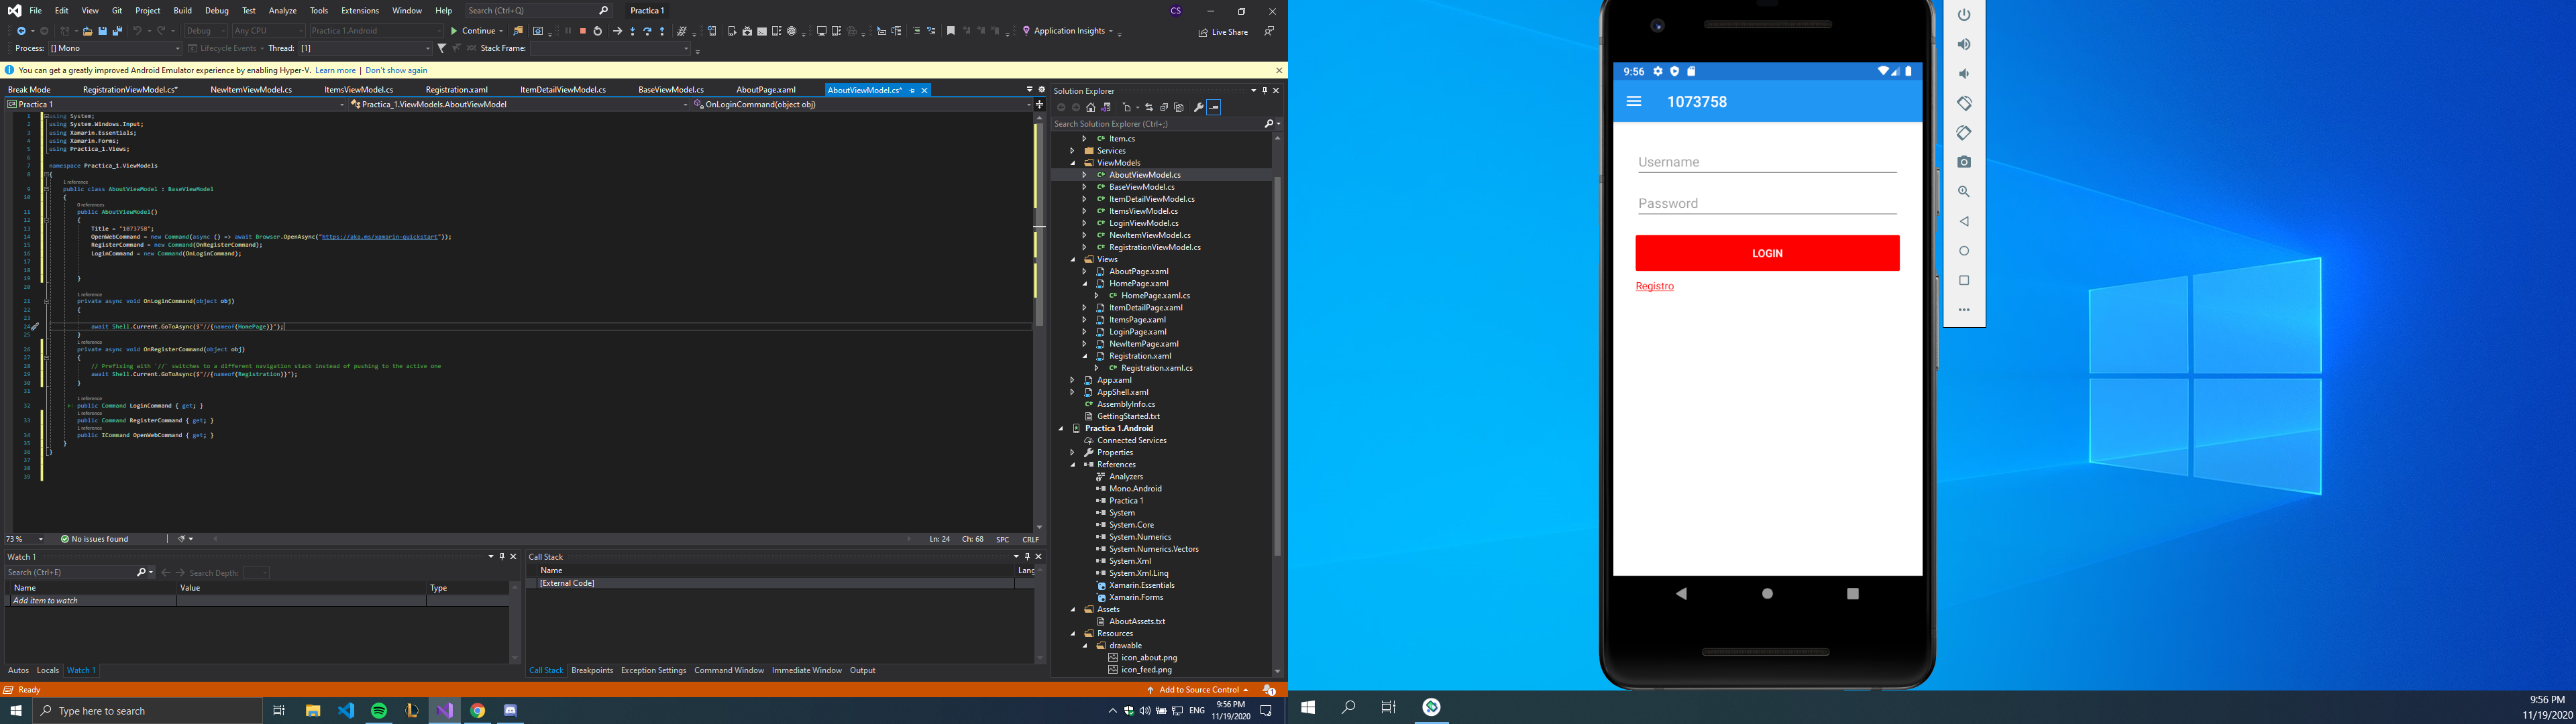 File Edit View Git Project Build Debug Test Analyze Tools Extensions Window Help Search (Ctrl+Q) Practica 1 CS
Debug Any CPU Practica 1.Android Continue Application Insights Live Share
Process: [] Mono Lifecycle Events Thread: [1] Stack Frame:
You can get a greatly improved Android Emulator experience by enabling Hyper-V. Learn more | Don't show again
Break Mode RegistrationViewModel.cs* NewItemViewModel.cs ItemsViewModel.cs Registration.xaml ItemDetailViewModel.cs BaseViewModel.cs AboutPage.xaml AboutViewModel.cs*
Practica 1 Practica_1.ViewModels.AboutViewModel OnLoginCommand(object obj)
1 using System;
2 using System.Windows.Input;
3 using Xamarin.Essentials;
4 using Xamarin.Forms;
5 using Practica_1.Views;
6
7 namespace Practica_1.ViewModels
8 {
1 reference
9 public class AboutViewModel : BaseViewModel
10 {
0 references
11 public AboutViewModel()
12 {
13 Title = "1073758";
14 OpenWebCommand = new Command(async () => await Browser.OpenAsync("https://aka.ms/xamarin-quickstart"));
15 RegisterCommand = new Command(OnRegisterCommand);
16 LoginCommand = new Command(OnLoginCommand);
17
18
19 }
20
1 reference
21 private async void OnLoginCommand(object obj)
22 {
23
24 await Shell.Current.GoToAsync($"//{nameof(HomePage)}");
25 }
1 reference
26 private async void OnRegisterCommand(object obj)
27 {
28 // Prefixing with `//` switches to a different navigation stack instead of pushing to the active one
29 await Shell.Current.GoToAsync($"//{nameof(Registration)}");
30 }
31
1 reference
32 public Command LoginCommand { get; }
1 reference
33 public Command RegisterCommand { get; }
1 reference
34 public ICommand OpenWebCommand { get; }
35 }
36 }
37
38
39
73 % No issues found Ln: 24 Ch: 68 SPC CRLF
Watch 1
Search (Ctrl+E) Search Depth:
Name Value Type
Add item to watch
Autos Locals Watch 1
Call Stack
Name Lang
[External Code]
Call Stack Breakpoints Exception Settings Command Window Immediate Window Output
Solution Explorer
Search Solution Explorer (Ctrl+;)
Item.cs
Services
ViewModels
AboutViewModel.cs
BaseViewModel.cs
ItemDetailViewModel.cs
ItemsViewModel.cs
LoginViewModel.cs
NewItemViewModel.cs
RegistrationViewModel.cs
Views
AboutPage.xaml
HomePage.xaml
HomePage.xaml.cs
ItemDetailPage.xaml
ItemsPage.xaml
LoginPage.xaml
NewItemPage.xaml
Registration.xaml
Registration.xaml.cs
App.xaml
AppShell.xaml
AssemblyInfo.cs
GettingStarted.txt
Practica 1.Android
Connected Services
Properties
References
Analyzers
Mono.Android
Practica 1
System
System.Core
System.Numerics
System.Numerics.Vectors
System.Xml
System.Xml.Linq
Xamarin.Essentials
Xamarin.Forms
Assets
AboutAssets.txt
Resources
drawable
icon_about.png
icon_feed.png
Ready Add to Source Control 1
Type here to search ENG 9:56 PM
11/19/2020
9:56
1073758
Username
Password
LOGIN
Registro
9:56 PM
11/19/2020